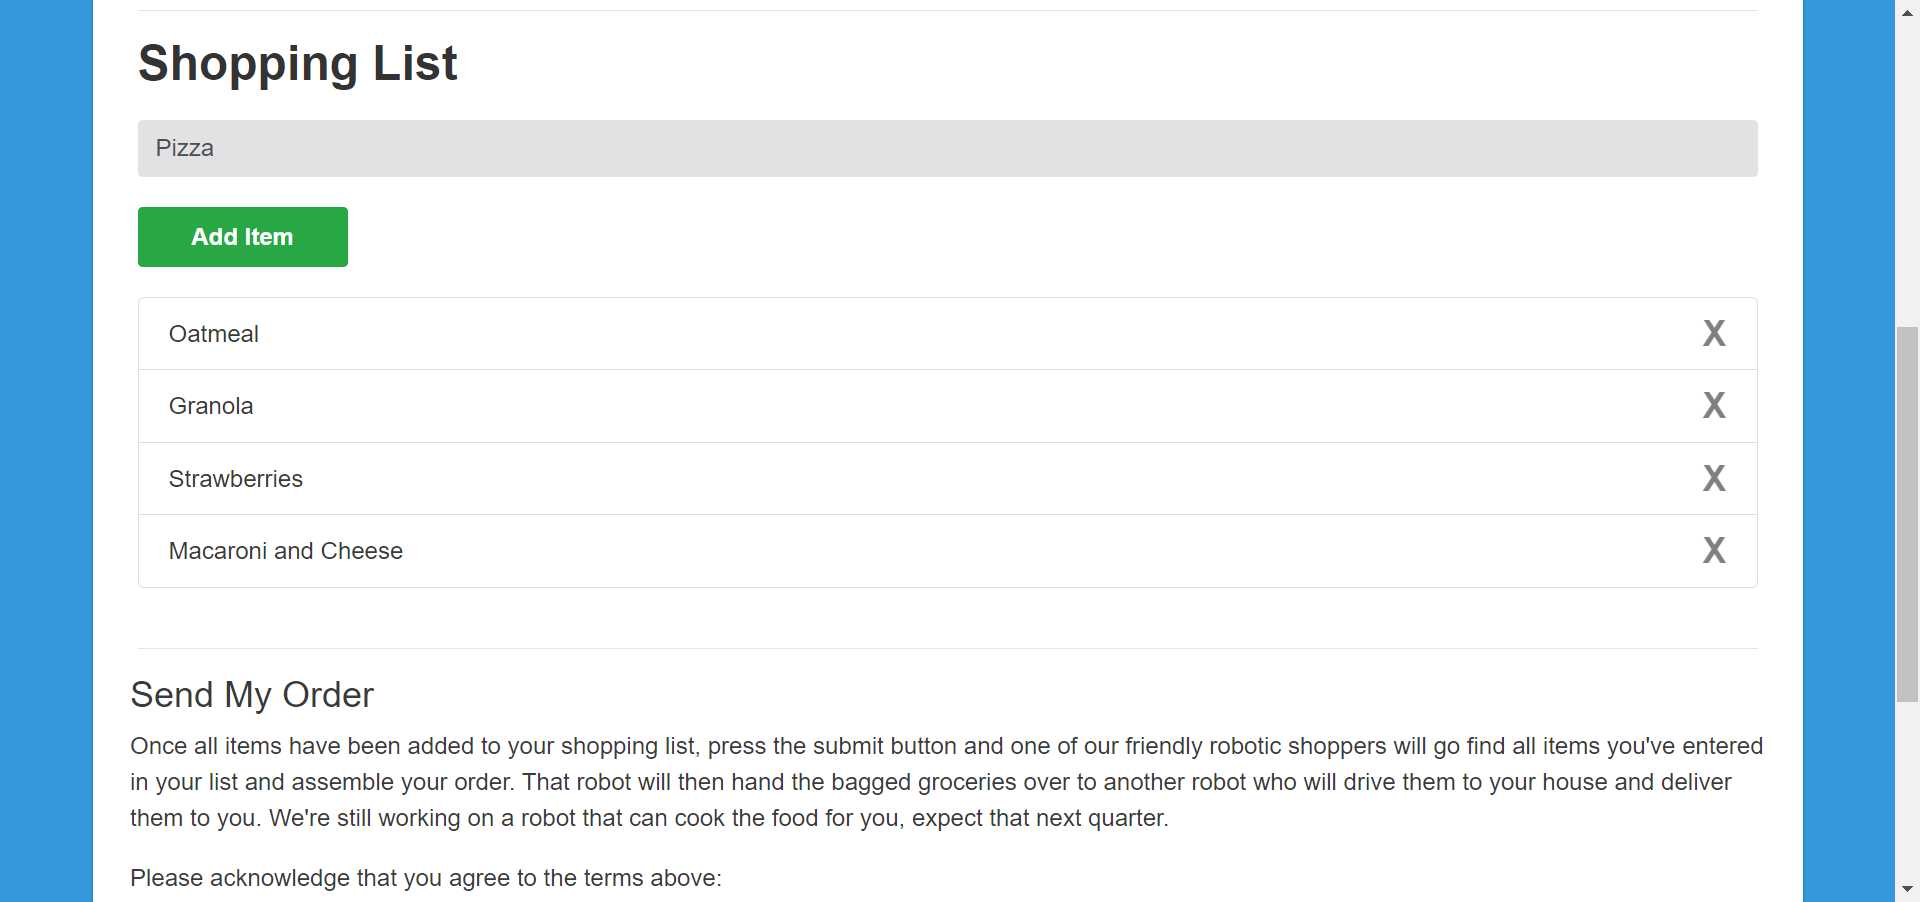 Shopping List
Pizza
Add Item
Oatmeal X
Granola X
Strawberries X
Macaroni and Cheese X
Send My Order
Once all items have been added to your shopping list, press the submit button and one of our friendly robotic shoppers will go find all items you've entered
in your list and assemble your order. That robot will then hand the bagged groceries over to another robot who will drive them to your house and deliver
them to you. We're still working on a robot that can cook the food for you, expect that next quarter.
Please acknowledge that you agree to the terms above: